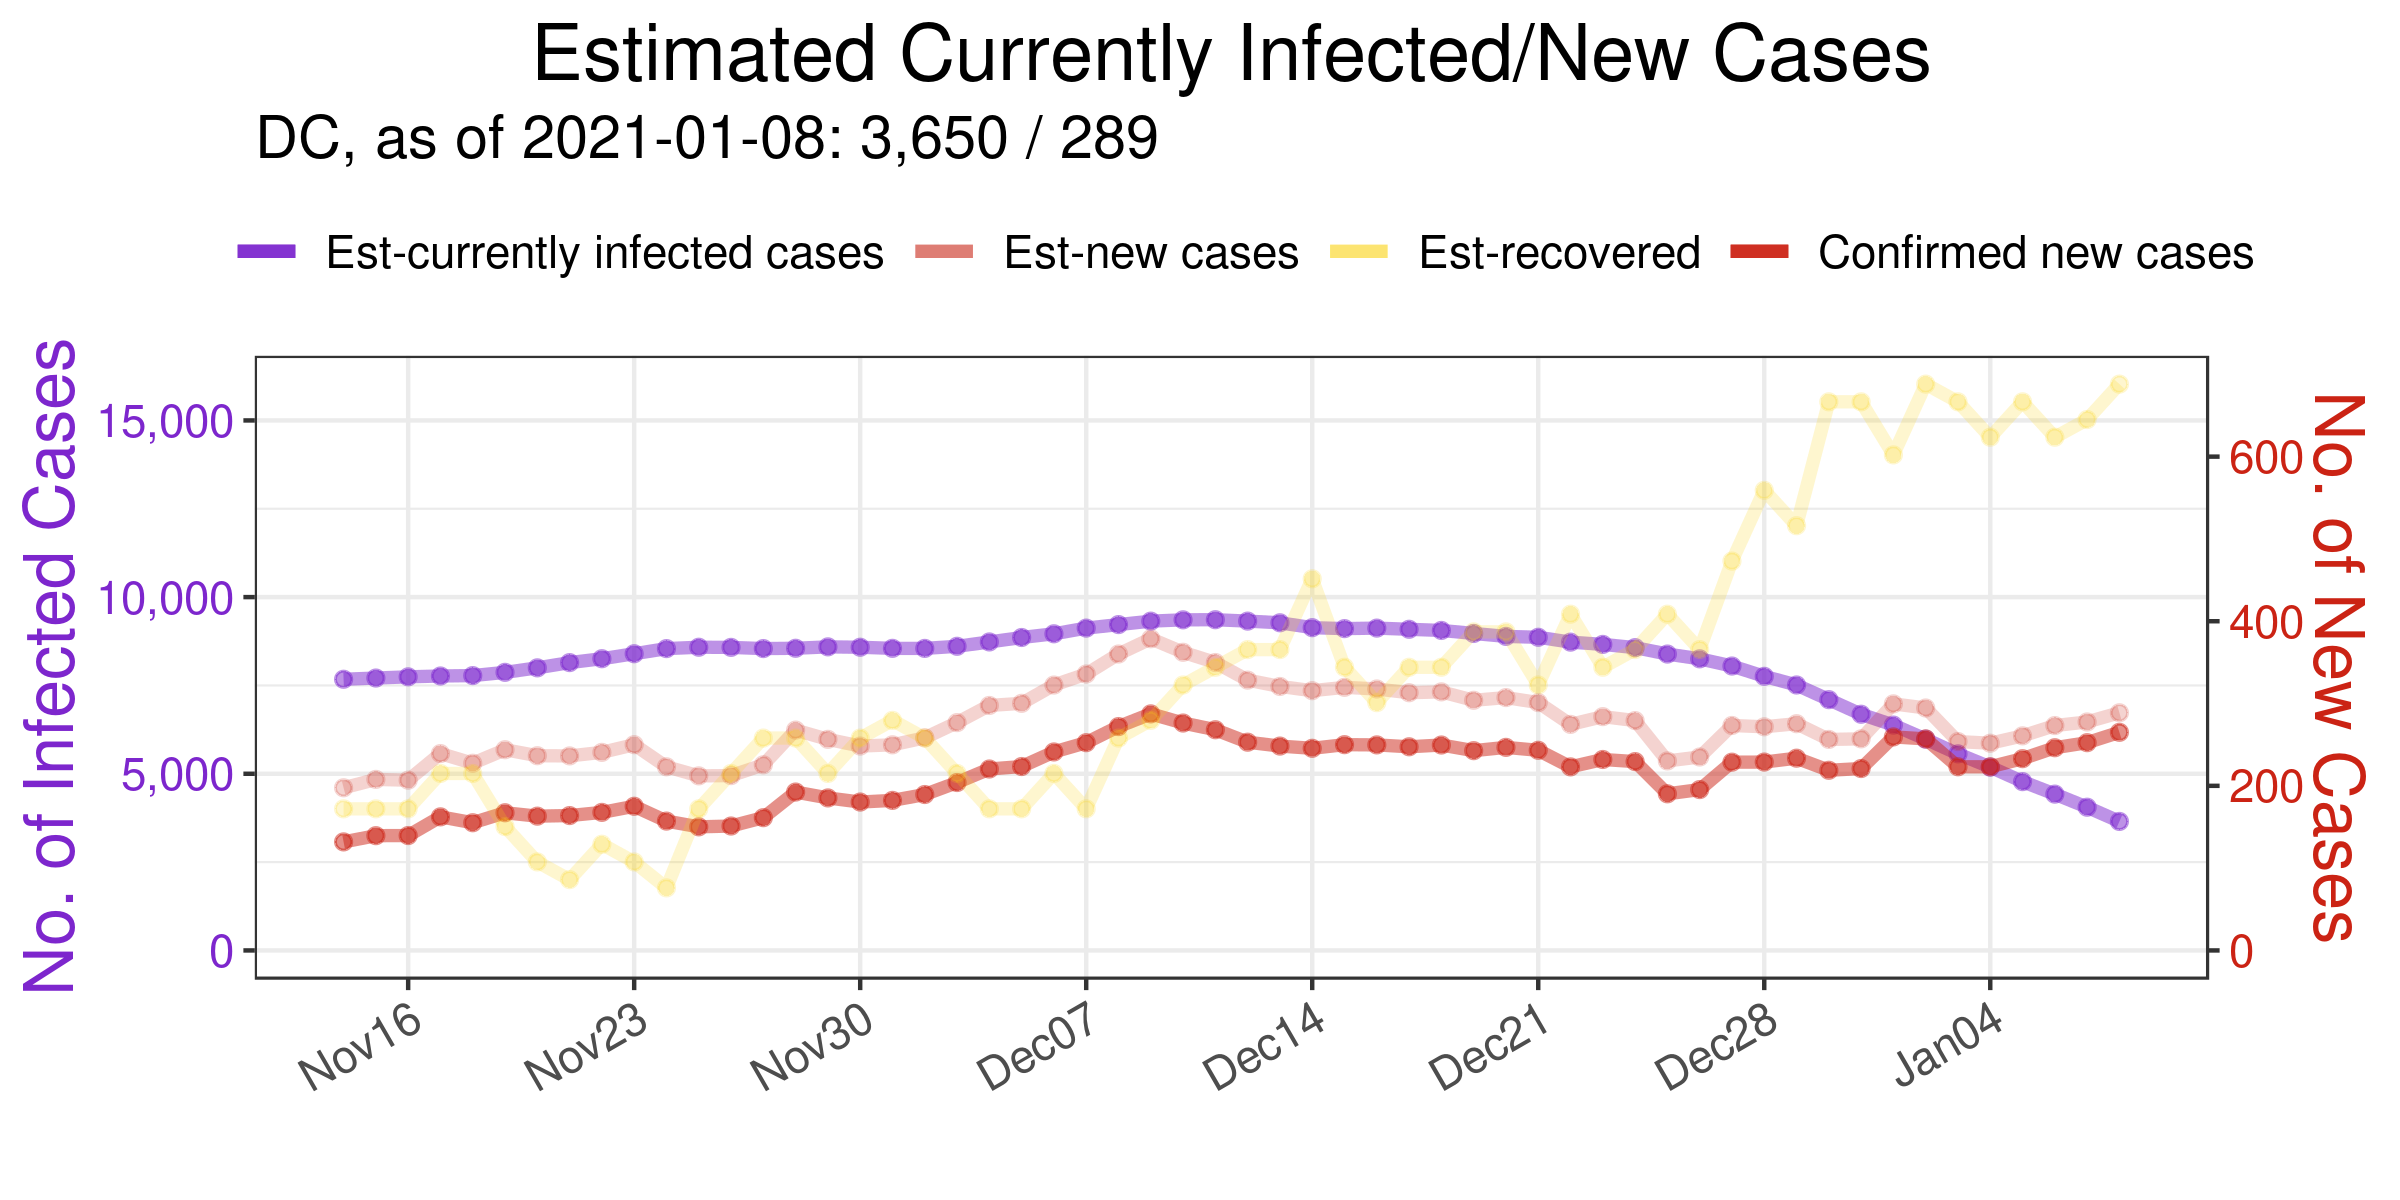 Estimated Currently Infected/New Cases
DC, as of 2021-01-08: 3,650 / 289
Est-currently infected cases Est-new cases Est-recovered Confirmed new cases
No. of Infected Cases
15,000
10,000
5,000
0
600
400
200
0
No. of New Cases
Nov16 Nov23 Nov30 Dec07 Dec14 Dec21 Dec28 Jan04